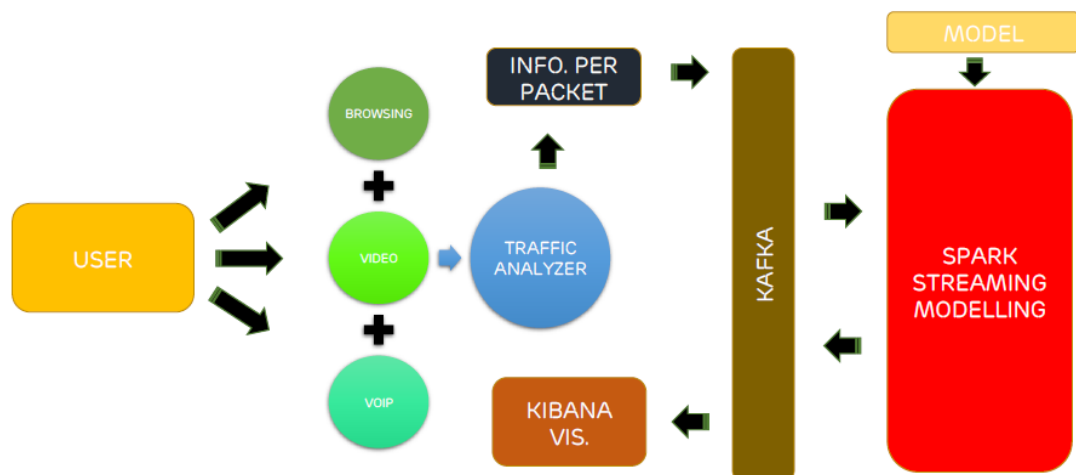 USER
BROWSING
VIDEO
VOIP
TRAFFIC
ANALYZER
INFO. PER
PACKET
KAFKA
MODEL
SPARK
STREAMING
MODELLING
KIBANA
VIS.